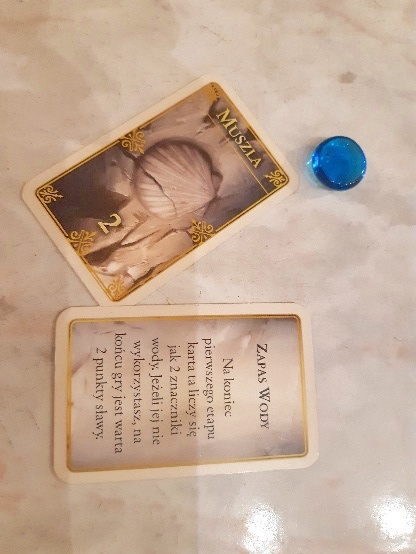 MUSZLA
2
ZAPAS WODY
Na koniec
pierwszego etapu
karta ta liczy się
jak 2 znaczniki
wody. Jeżeli jej nie
wykorzystasz, na
końcu gry jest warta
2 punkty sławy.